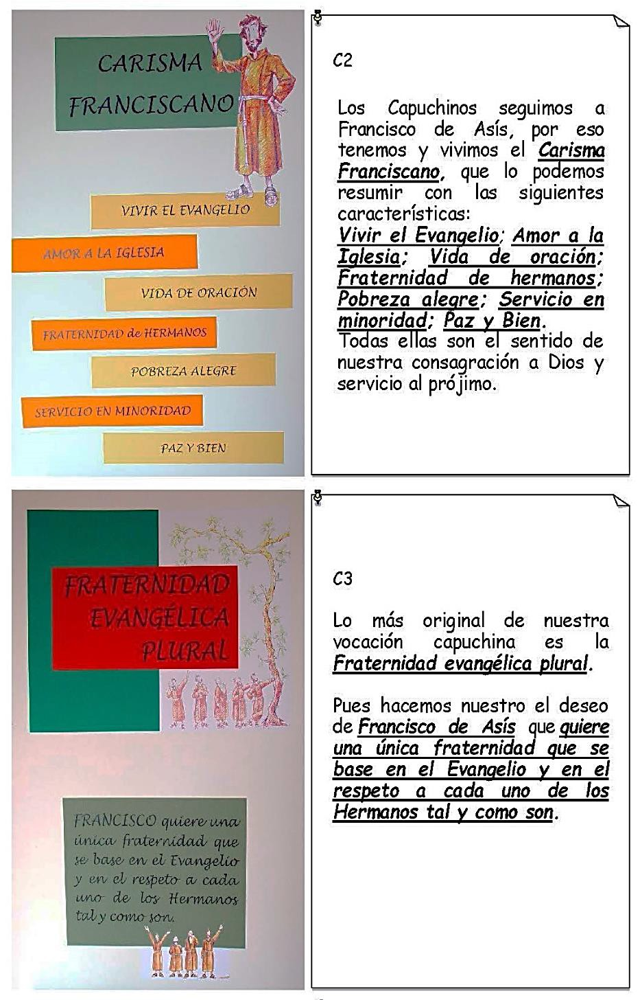 CARISMA
FRANCISCANO
VIVIR EL EVANGELIO
AMOR A LA IGLESIA
VIDA DE ORACIÓN
FRATERNIDAD de HERMANOS
POBREZA ALEGRE
SERVICIO EN MINORIDAD
PAZ Y BIEN
C2
Los Capuchinos seguimos a
Francisco de Asís, por eso
tenemos y vivimos el Carisma
Franciscano, que lo podemos
resumir con las siguientes
características:
Vivir el Evangelio; Amor a la
Iglesia; Vida de oración;
Fraternidad de hermanos;
Pobreza alegre; Servicio en
minoridad; Paz y Bien.
Todas ellas son el sentido de
nuestra consagración a Dios y
servicio al prójimo.
FRATERNIDAD
EVANGÉLICA
PLURAL
FRANCISCO quiere una
única fraternidad que
se base en el Evangelio
y en el respeto a cada
uno de los Hermanos
tal y como son.
C3
Lo más original de nuestra
vocación capuchina es la
Fraternidad evangélica plural.
Pues hacemos nuestro el deseo
de Francisco de Asís que quiere
una única fraternidad que se
base en el Evangelio y en el
respeto a cada uno de los
Hermanos tal y como son.